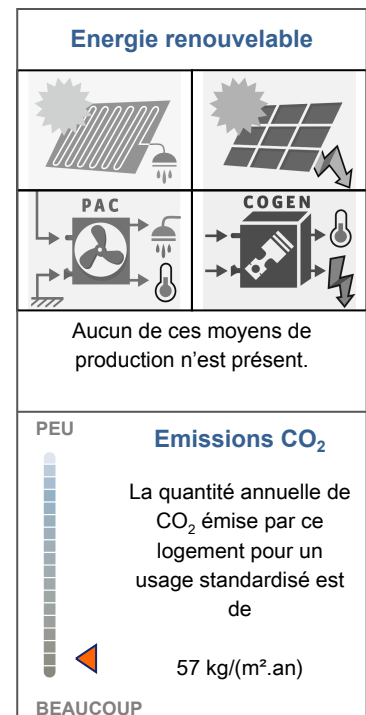 Energie renouvelable
PAC
COGEN
Aucun de ces moyens de
production n'est présent.
PEU
Emissions CO₂
La quantité annuelle de
CO₂ émise par ce
logement pour un
usage standardisé est
de
57 kg/(m².an)
BEAUCOUP